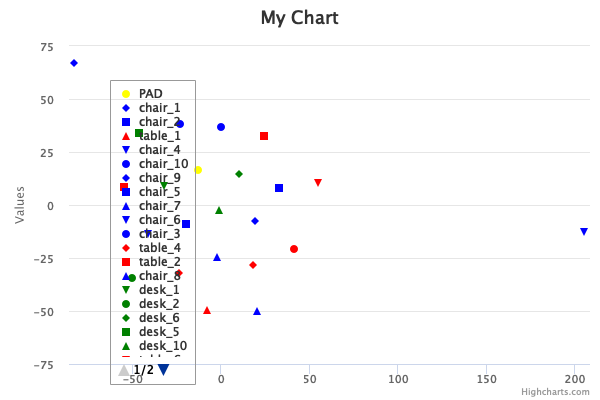 My Chart
Values
75
50
25
0
−25
−50
−75
−50
0
50
100
150
200
PAD
chair_1
chair_2
table_1
chair_4
chair_10
chair_9
chair_5
chair_7
chair_6
chair_3
table_4
table_2
chair_8
desk_1
desk_2
desk_6
desk_5
desk_10
1/2
Highcharts.com